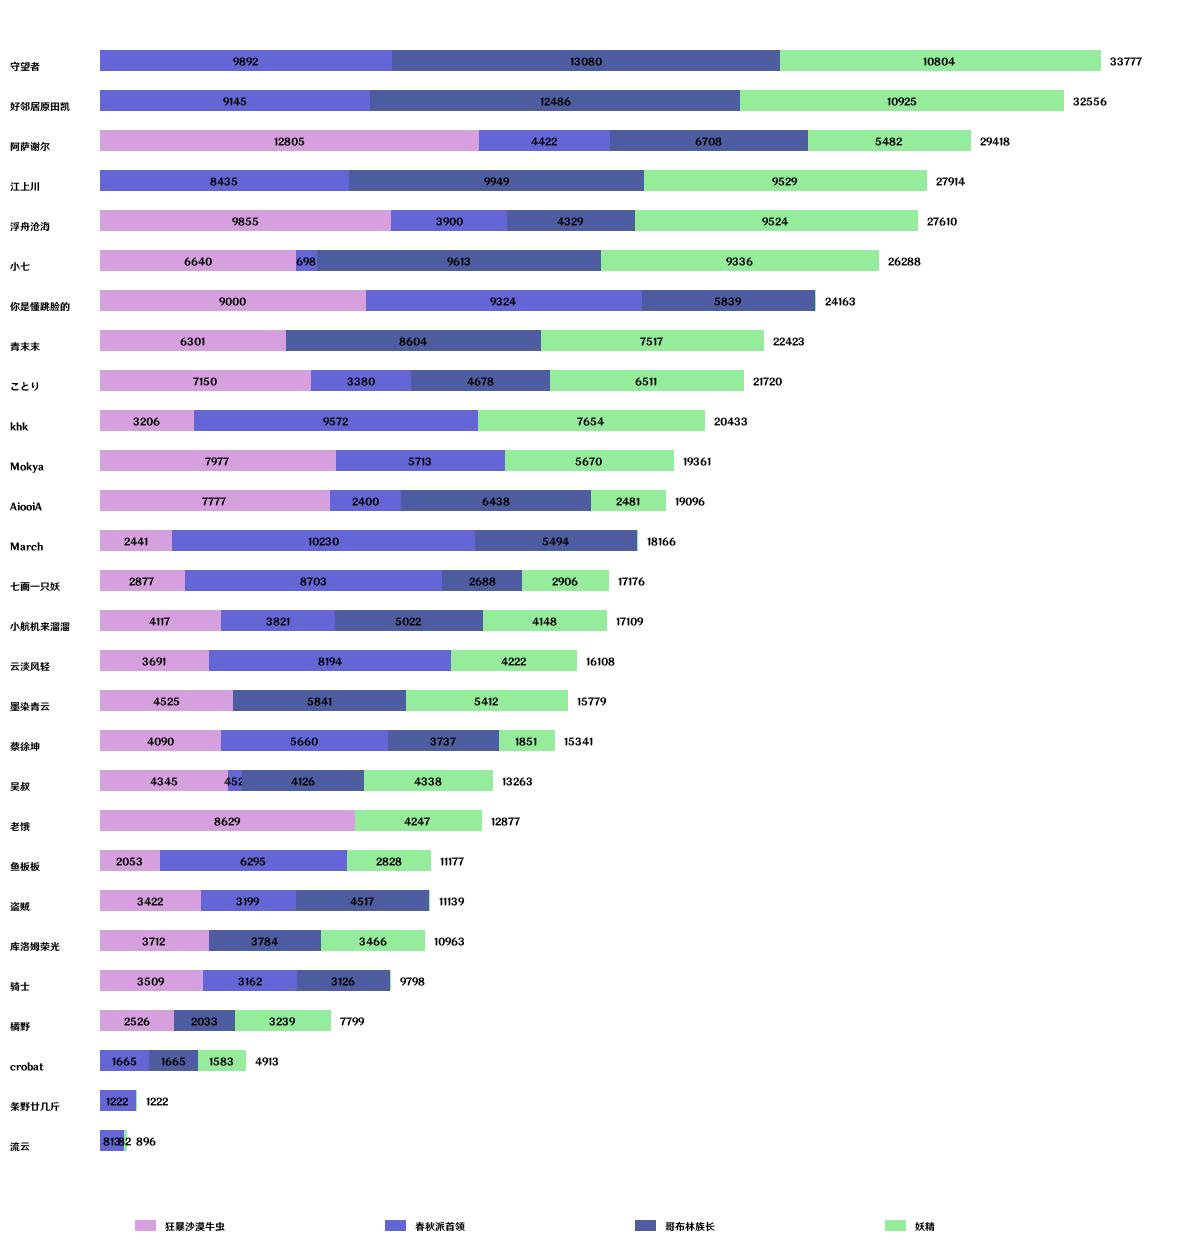 守望者 9892 13080 10804 33777
好邻居原田凯 9145 12486 10925 32556
阿萨谢尔 12805 4422 6708 5482 29418
江上川 8435 9949 9529 27914
浮舟沧海 9855 3900 4329 9524 27610
小七 6640 698 9613 9336 26288
你是懂跳脸的 9000 9324 5839 24163
青末末 6301 8604 7517 22423
ことり 7150 3380 4678 6511 21720
khk 3206 9572 7654 20433
Mokya 7977 5713 5670 19361
AiooiA 7777 2400 6438 2481 19096
March 2441 10230 5494 18166
七画一只妖 2877 8703 2688 2906 17176
小航机来溜溜 4117 3821 5022 4148 17109
云淡风轻 3691 8194 4222 16108
墨染青云 4525 5841 5412 15779
蔡徐坤 4090 5660 3737 1851 15341
吴叔 4345 452 4126 4338 13263
老饿 8629 4247 12877
鱼板板 2053 6295 2828 11177
盗贼 3422 3199 4517 11139
库洛姆荣光 3712 3784 3466 10963
骑士 3509 3162 3126 9798
橘野 2526 2033 3239 7799
crobat 1665 1665 1583 4913
条野廿几斤 1222 1222
流云 813 82 896
狂暴沙漠牛虫 春秋派首领 哥布林族长 妖精